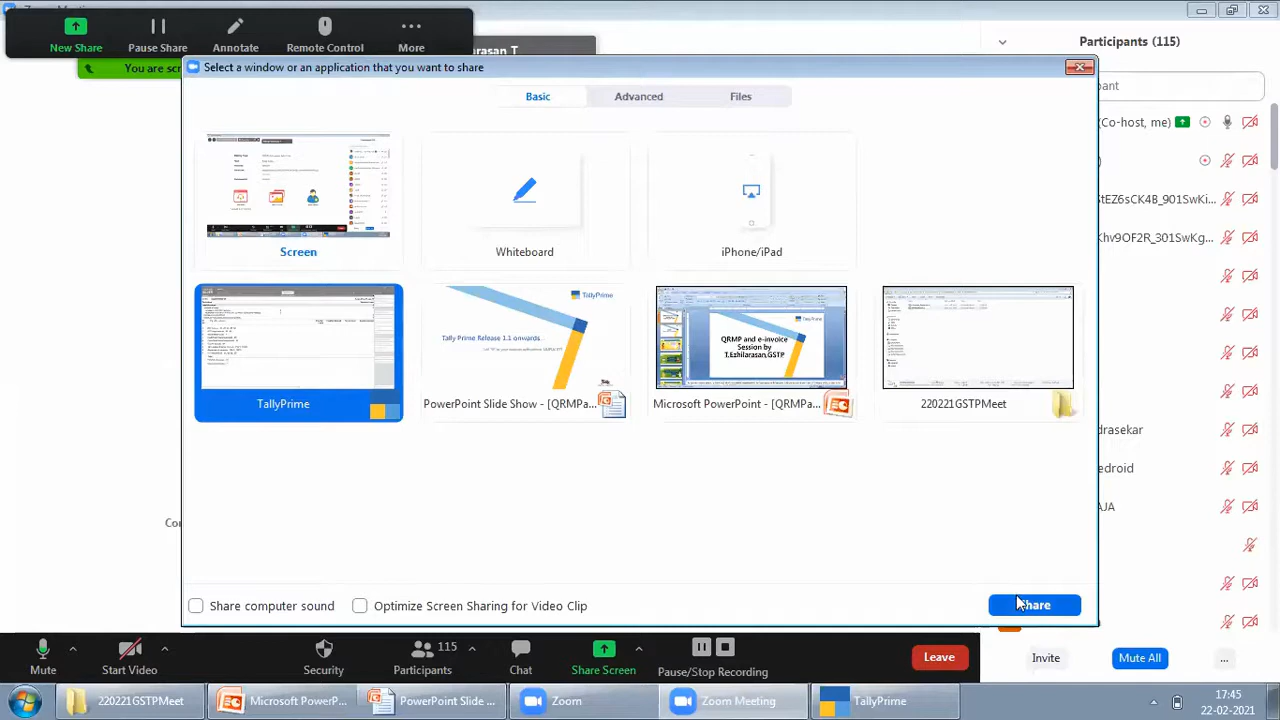 New Share
Pause Share
Annotate
Remote Control
More
Participants (115)
You are scr
Select a window or an application that you want to share
Basic
Advanced
Files
(Co-host, me)
Screen
Whiteboard
iPhone/iPad
TallyPrime
Tally Prime Release 1.1 onwards
TallyPrime
QRMP and e-invoice
Session by
T.Ezhilarasan,GSTP
TallyPrime
PowerPoint Slide Show - [QRMPa...
Microsoft PowerPoint - [QRMPa...
220221GSTPMeet
drasekar
edroid
AJA
Share computer sound
Optimize Screen Sharing for Video Clip
Share
Mute
Start Video
Security
115
Participants
Chat
Share Screen
Pause/Stop Recording
Leave
Invite
Mute All
...
220221GSTPMeet
Microsoft PowerP...
PowerPoint Slide ...
Zoom
Zoom Meeting
TallyPrime
17:45
22-02-2021